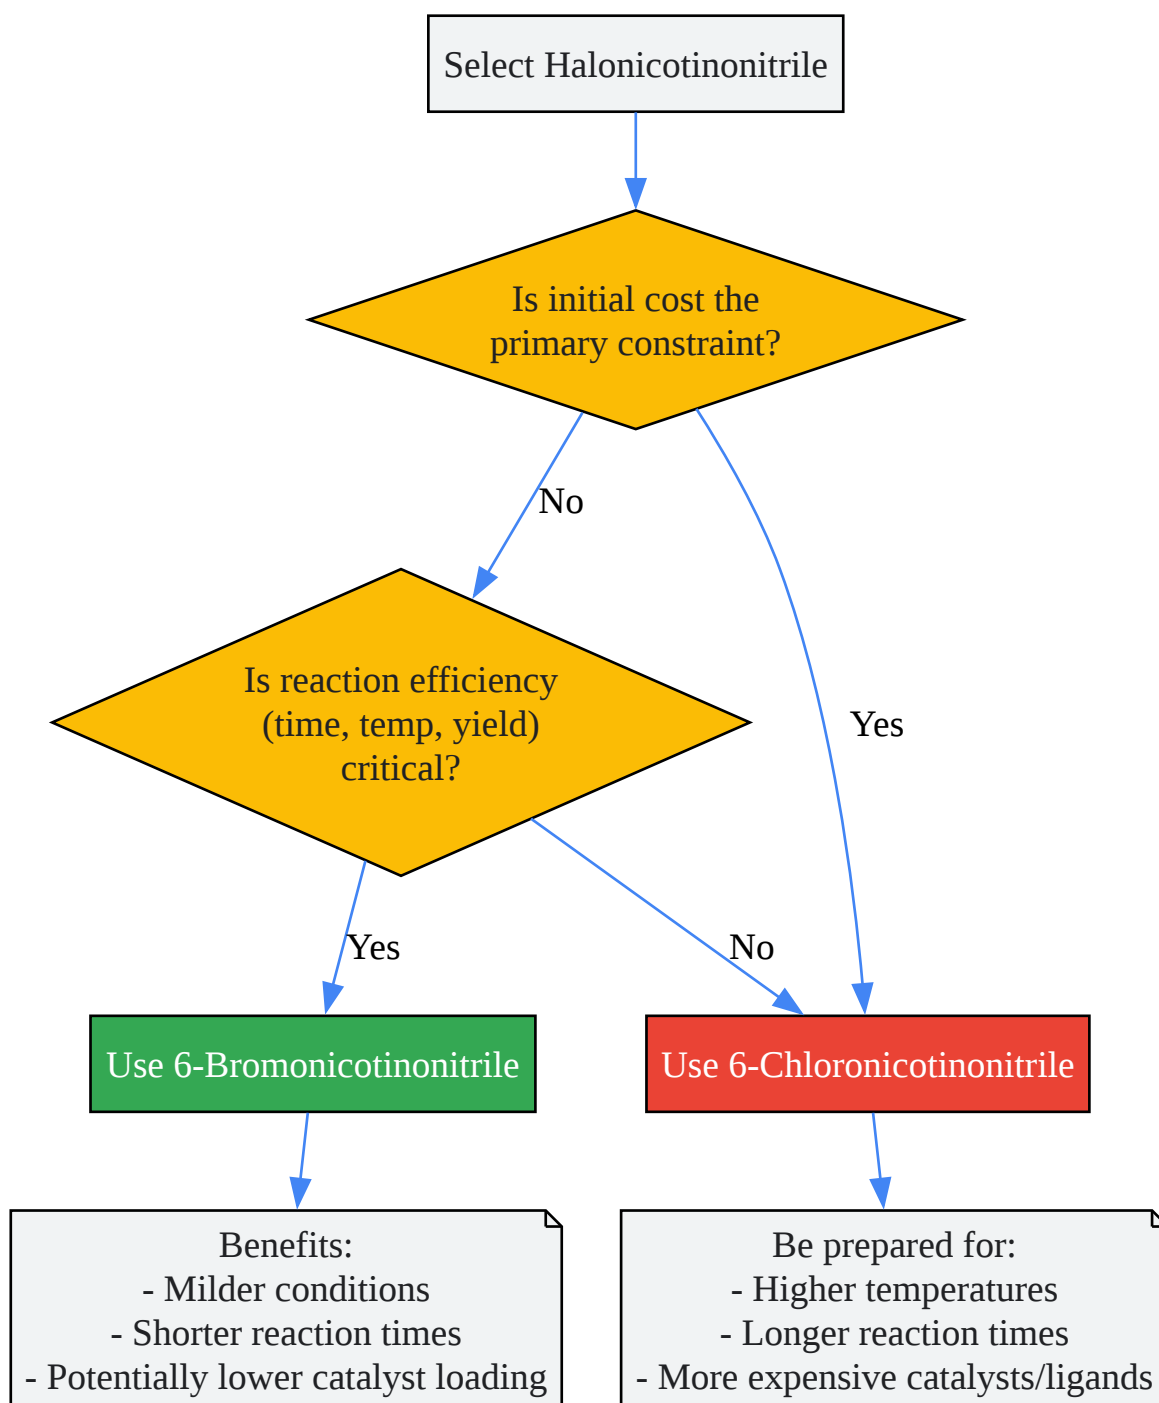 Select Halonicotinonitrile
Is initial cost the
primary constraint?
No
Yes
Is reaction efficiency
(time, temp, yield)
critical?
Yes
No
Use 6-Bromonicotinonitrile
Use 6-Chloronicotinonitrile
Benefits:
- Milder conditions
- Shorter reaction times
- Potentially lower catalyst loading
Be prepared for:
- Higher temperatures
- Longer reaction times
- More expensive catalysts/ligands